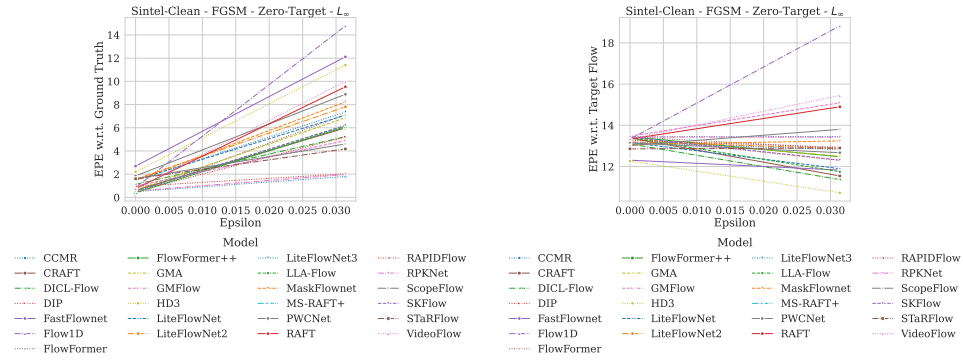 Sintel-Clean - FGSM - Zero-Target - L∞
EPE w.r.t. Ground Truth
14
12
10
8
6
4
2
0
0.000 0.005 0.010 0.015 0.020 0.025 0.030
Epsilon
Model
CCMR FlowFormer++ LiteFlowNet3 RAPIDFlow
CRAFT GMA LLA-Flow RPKNet
DICL-Flow GMFlow MaskFlownet ScopeFlow
DIP HD3 MS-RAFT+ SKFlow
FastFlownet LiteFlowNet PWCNet STaRFlow
Flow1D LiteFlowNet2 RAFT VideoFlow
FlowFormer
Sintel-Clean - FGSM - Zero-Target - L∞
EPE w.r.t. Target Flow
18
16
14
12
0.000 0.005 0.010 0.015 0.020 0.025 0.030
Epsilon
Model
CCMR FlowFormer++ LiteFlowNet3 RAPIDFlow
CRAFT GMA LLA-Flow RPKNet
DICL-Flow GMFlow MaskFlownet ScopeFlow
DIP HD3 MS-RAFT+ SKFlow
FastFlownet LiteFlowNet PWCNet STaRFlow
Flow1D LiteFlowNet2 RAFT VideoFlow
FlowFormer